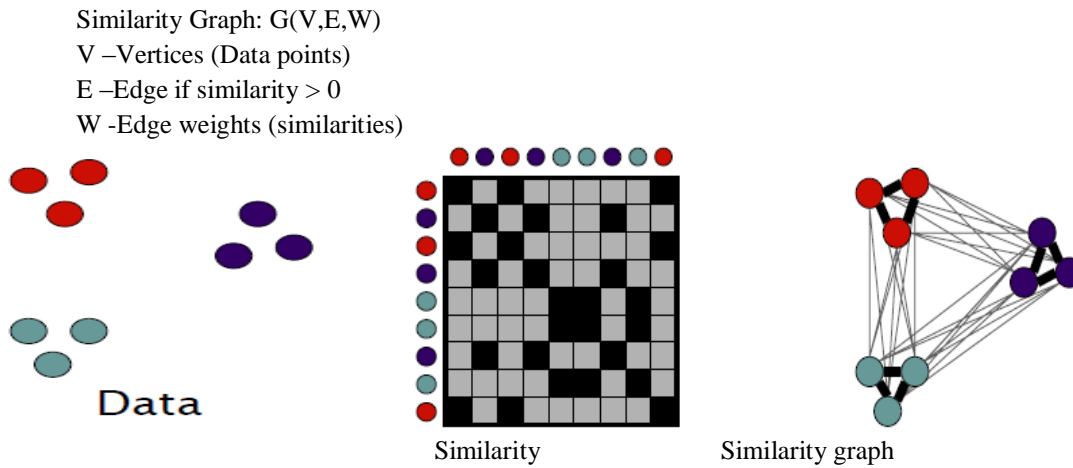 Similarity Graph: G(V,E,W)
V –Vertices (Data points)
E –Edge if similarity > 0
W -Edge weights (similarities)
Data
Similarity
Similarity graph